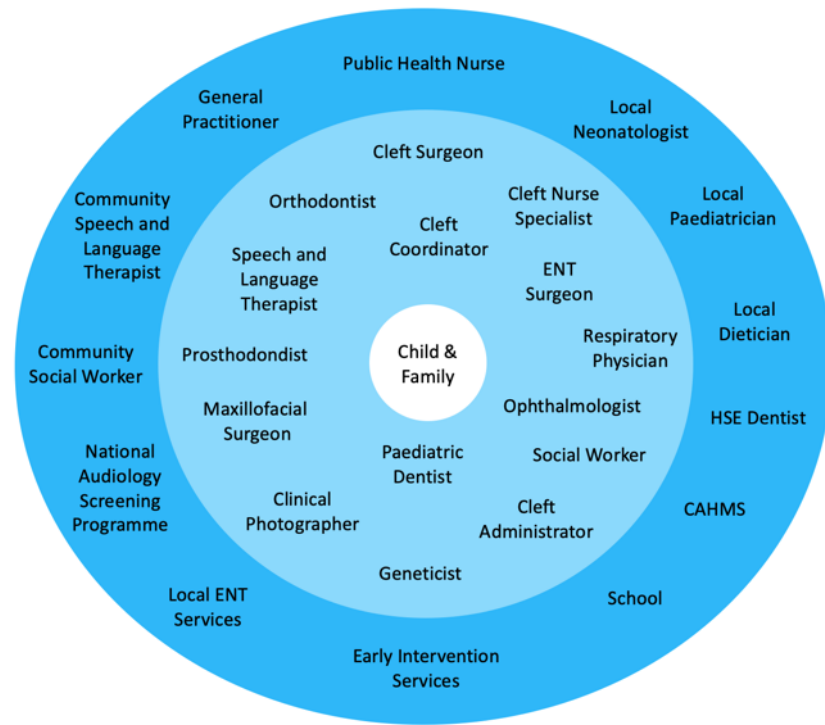 Public Health Nurse
General
Practitioner
Local
Neonatologist
Cleft Surgeon
Community
Speech and
Language
Therapist
Orthodontist
Cleft
Coordinator
Cleft Nurse
Specialist
Local
Paediatrician
Speech and
Language
Therapist
ENT
Surgeon
Community
Social Worker
Prosthodondist
Child &
Family
Respiratory
Physician
Local
Dietician
Maxillofacial
Surgeon
Ophthalmologist
HSE Dentist
National
Audiology
Screening
Programme
Paediatric
Dentist
Social Worker
Clinical
Photographer
Cleft
Administrator
CAHMS
Geneticist
Local ENT
Services
School
Early Intervention
Services